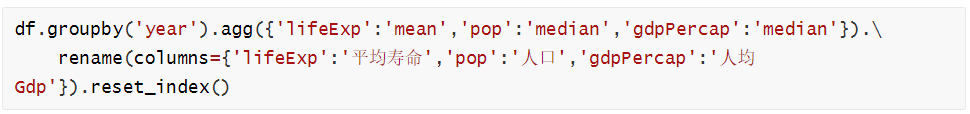 df.groupby('year').agg({'lifeExp':'mean','pop':'median','gdpPercap':'median'}).\
    rename(columns={'lifeExp':'平均寿命','pop':'人口','gdpPercap':'人均
Gdp'}).reset_index()